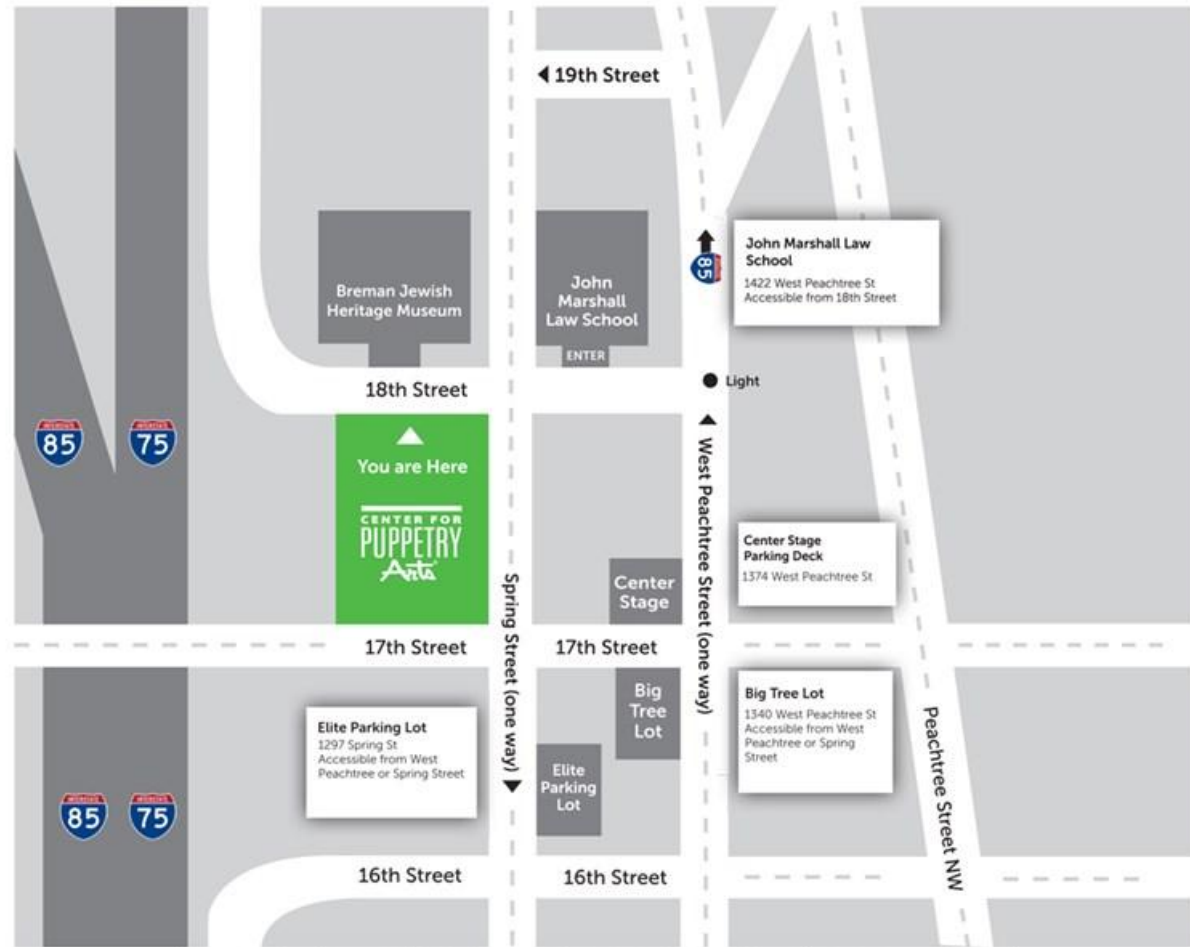 19th Street
John Marshall Law
School
1422 West Peachtree St
Accessible from 18th Street
85
Breman Jewish
Heritage Museum
John
Marshall
Law School
ENTER
Light
18th Street
85
75
You are Here
CENTER FOR
PUPPETRY
Arts
Spring Street (one way)
West Peachtree Street (one way)
Center Stage
Parking Deck
1374 West Peachtree St
Center
Stage
17th Street
17th Street
Big
Tree
Lot
Big Tree Lot
1340 West Peachtree St
Accessible from West
Peachtree or Spring
Street
Elite Parking Lot
1297 Spring St
Accessible from West
Peachtree or Spring Street
Elite
Parking
Lot
85
75
Peachtree Street NW
16th Street
16th Street